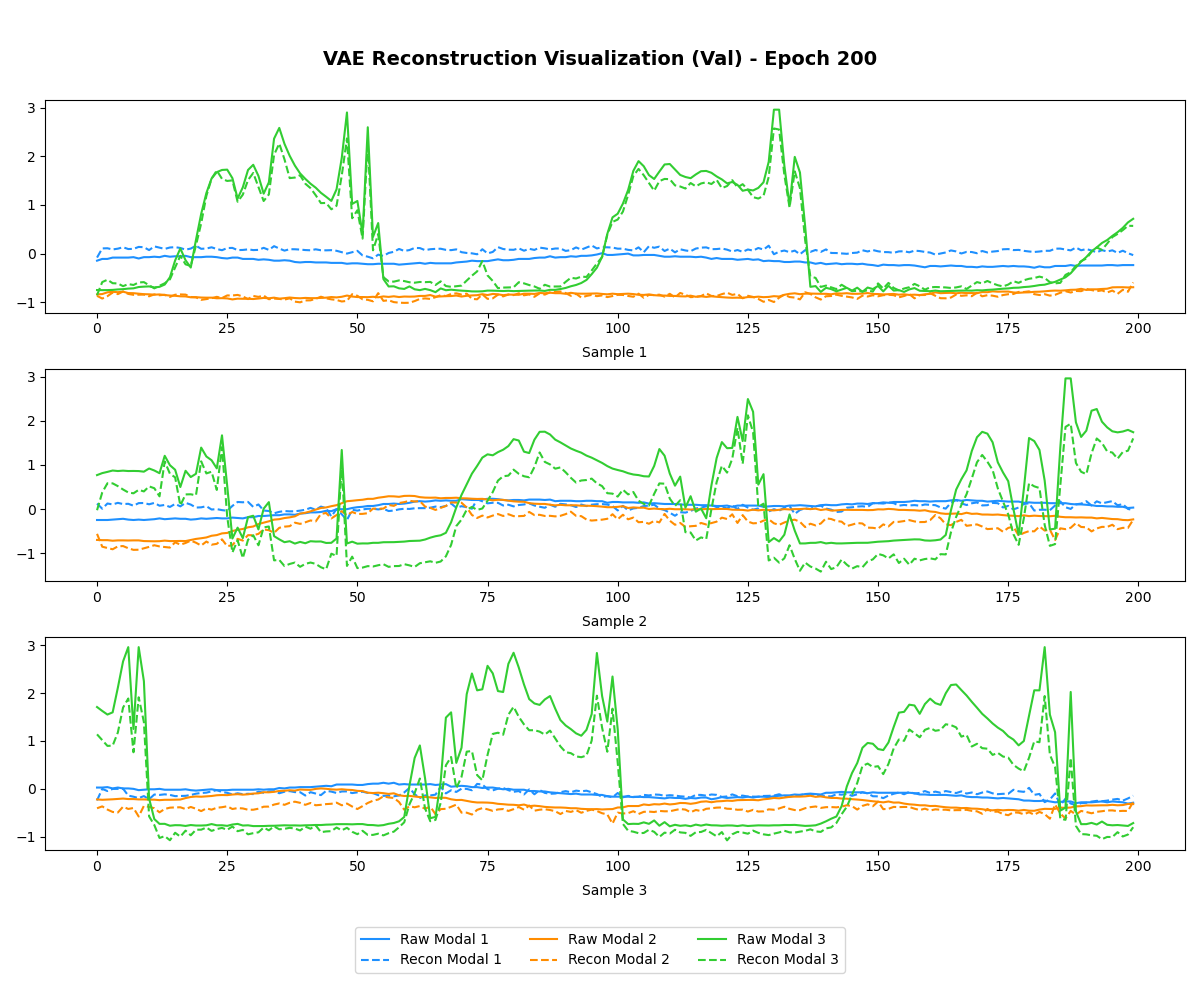 VAE Reconstruction Visualization (Val) - Epoch 200
3
2
1
0
−1
0 25 50 75 100 125 150 175 200
Sample 1
3
2
1
0
−1
0 25 50 75 100 125 150 175 200
Sample 2
3
2
1
0
−1
0 25 50 75 100 125 150 175 200
Sample 3
Raw Modal 1 Raw Modal 2 Raw Modal 3
Recon Modal 1 Recon Modal 2 Recon Modal 3